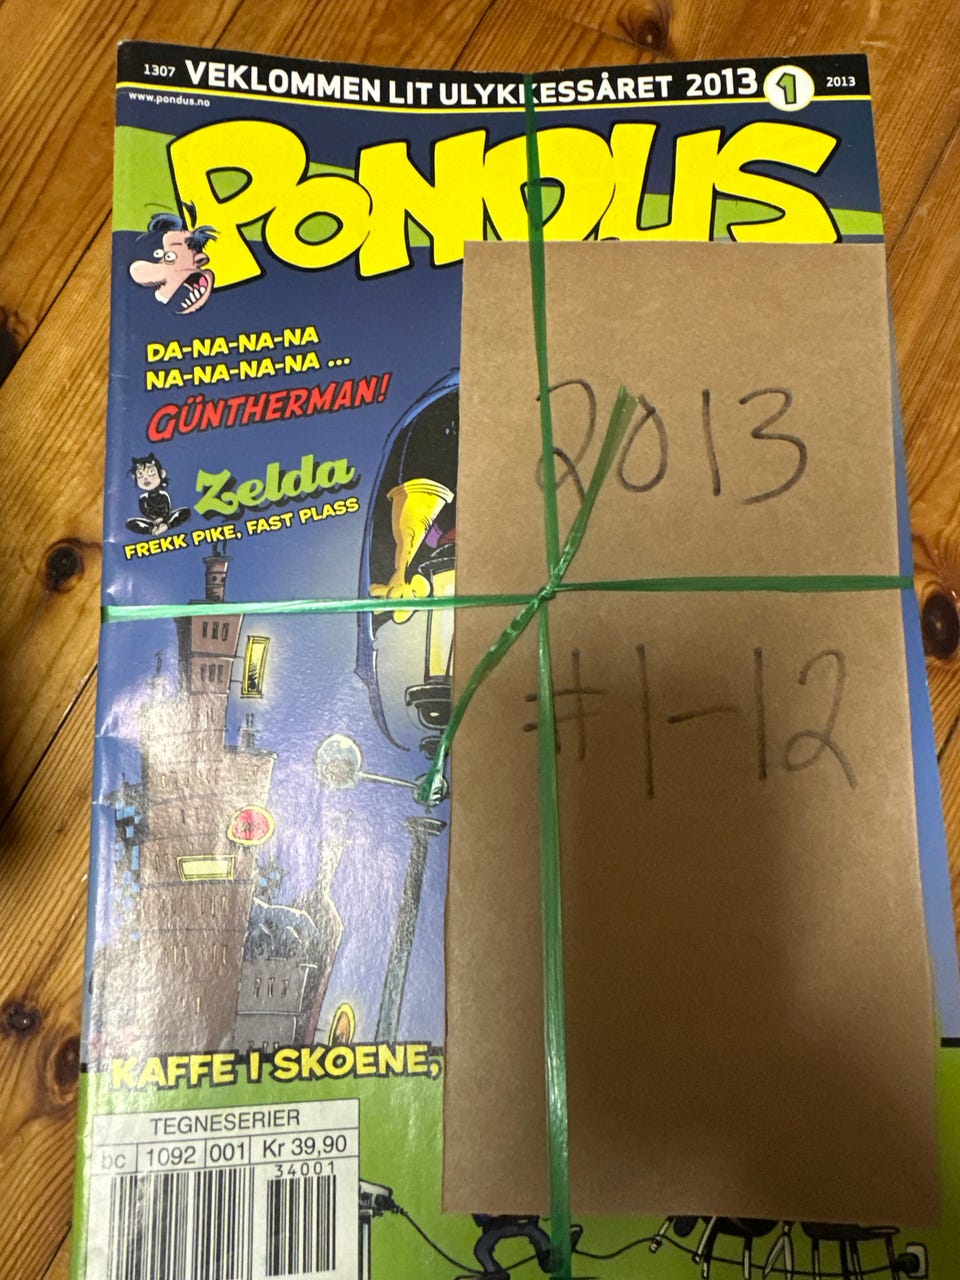 1307 VEKLOMMEN LIT ULYKKESSÅRET 2013 1 2013
www.pondus.no
PONDUS
DA-NA-NA-NA
NA-NA-NA-NA ...
GÜNTHERMAN!
Zelda
FREKK PIKE, FAST PLASS
2013
#1-12
KAFFE I SKOENE,
TEGNESERIER
bc 1092 001 Kr 39,90
34001